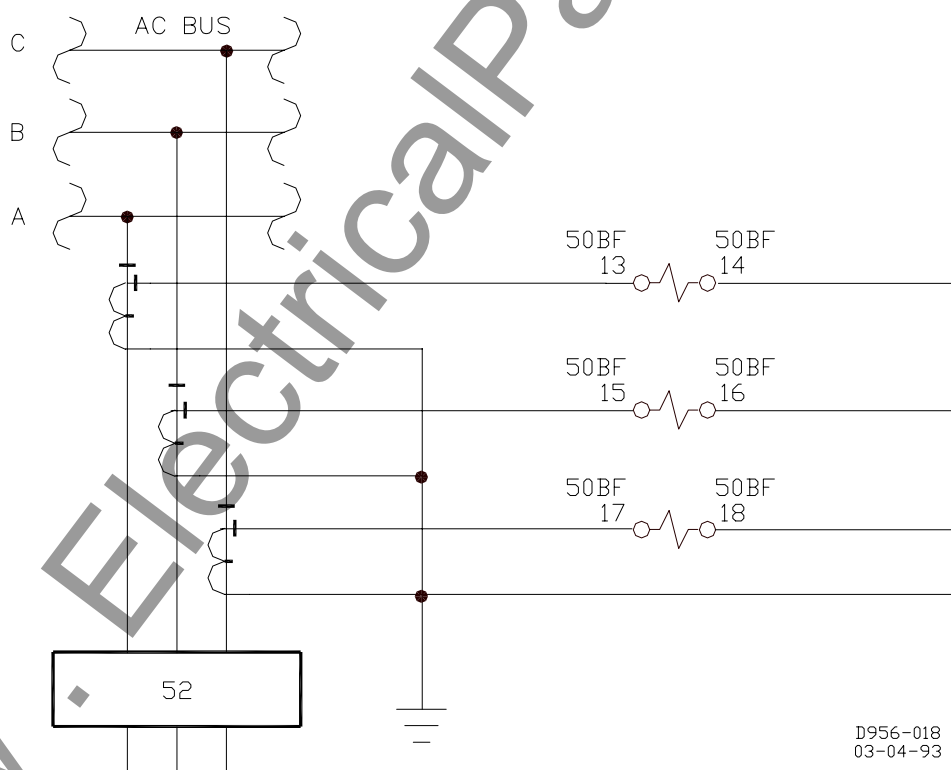 AC BUS
C
B
A
50BF 50BF
13 14
50BF 50BF
15 16
50BF 50BF
17 18
52
D956-018
03-04-93
. ElectricalPa